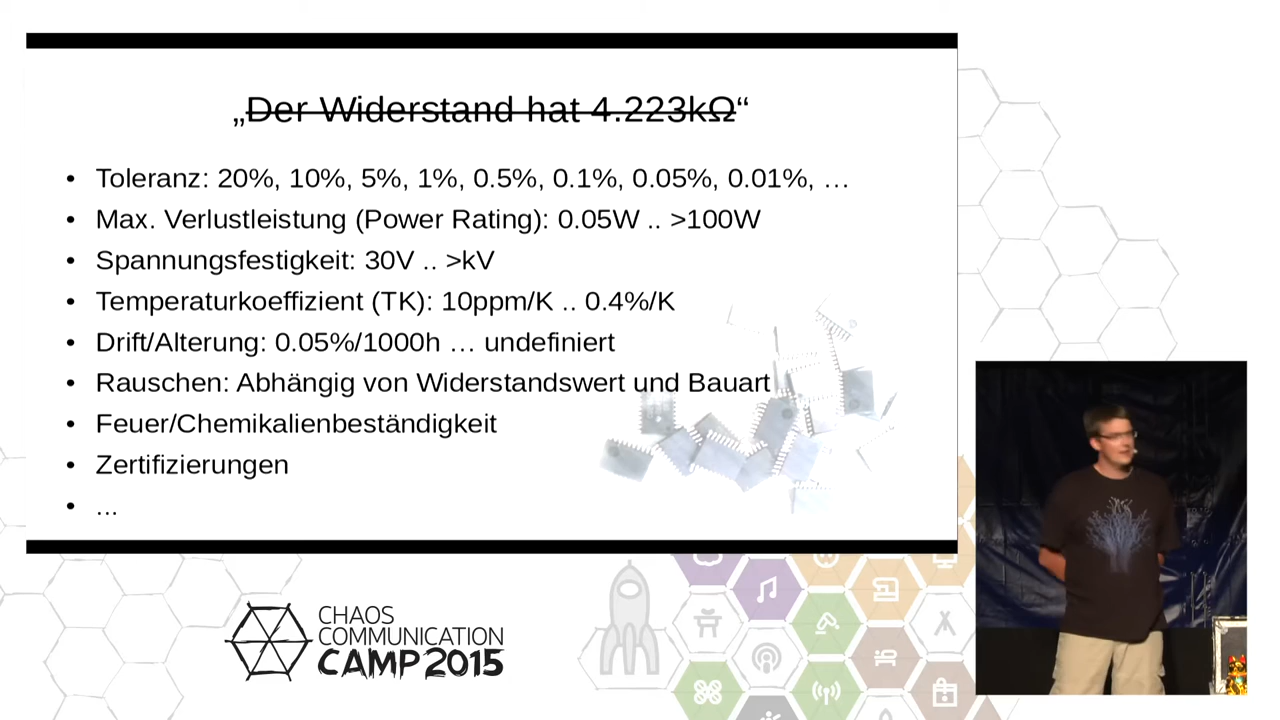 „Der Widerstand hat 4.223kΩ“
• Toleranz: 20%, 10%, 5%, 1%, 0.5%, 0.1%, 0.05%, 0.01%, …
• Max. Verlustleistung (Power Rating): 0.05W .. >100W
• Spannungsfestigkeit: 30V .. >kV
• Temperaturkoeffizient (TK): 10ppm/K .. 0.4%/K
• Drift/Alterung: 0.05%/1000h … undefiniert
• Rauschen: Abhängig von Widerstandswert und Bauart
• Feuer/Chemikalienbeständigkeit
• Zertifizierungen
• ...
CHAOS
COMMUNICATION
CAMP 2015